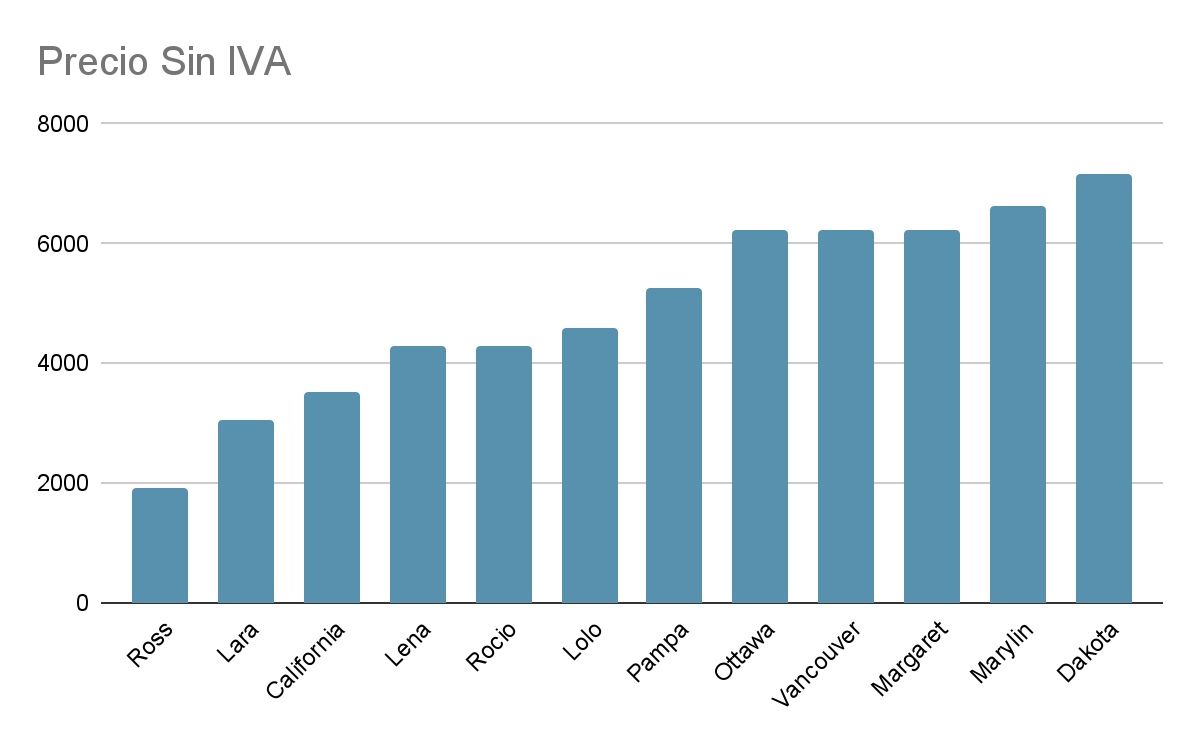 Precio Sin IVA
8000
6000
4000
2000
0
Ross
Lara
California
Lena
Rocio
Lolo
Pampa
Ottawa
Vancouver
Margaret
Marylin
Dakota